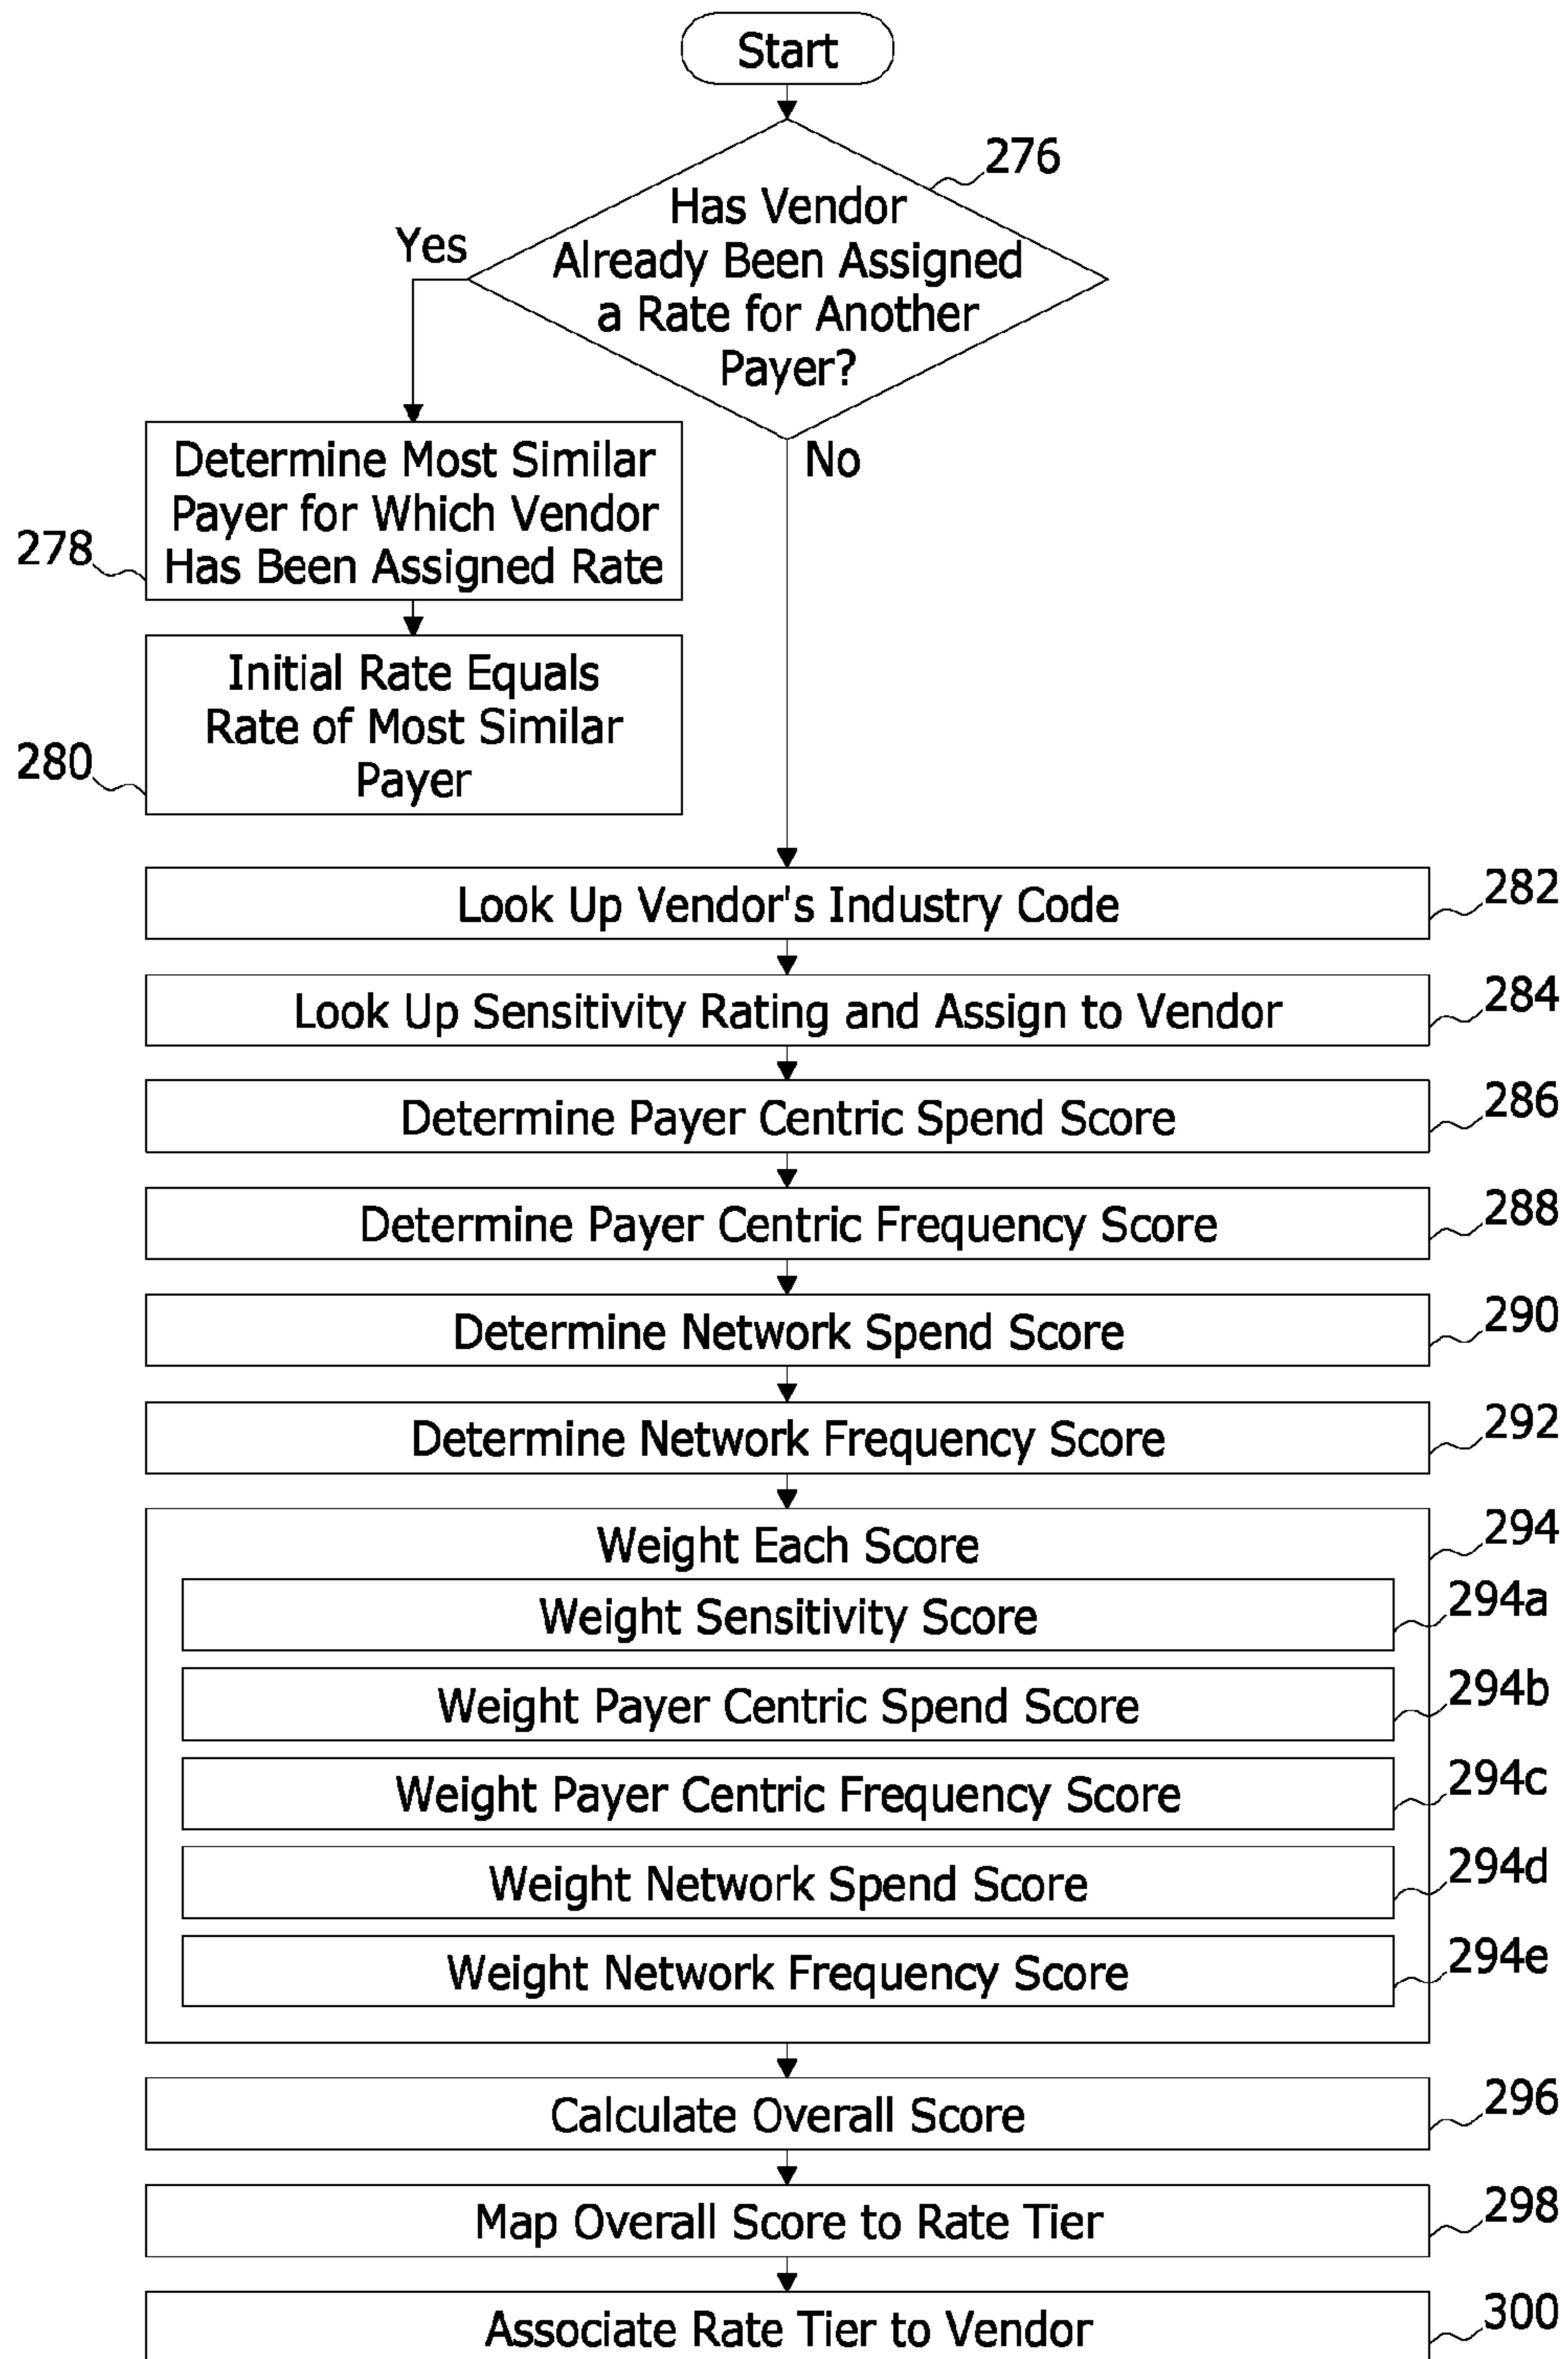 Start
276
Has Vendor
Already Been Assigned
a Rate for Another
Payer?
Yes
No
Determine Most Similar
Payer for Which Vendor
Has Been Assigned Rate
278
Initial Rate Equals
Rate of Most Similar
Payer
280
Look Up Vendor's Industry Code
282
Look Up Sensitivity Rating and Assign to Vendor
284
Determine Payer Centric Spend Score
286
Determine Payer Centric Frequency Score
288
Determine Network Spend Score
290
Determine Network Frequency Score
292
Weight Each Score
294
Weight Sensitivity Score
294a
Weight Payer Centric Spend Score
294b
Weight Payer Centric Frequency Score
294c
Weight Network Spend Score
294d
Weight Network Frequency Score
294e
Calculate Overall Score
296
Map Overall Score to Rate Tier
298
Associate Rate Tier to Vendor
300